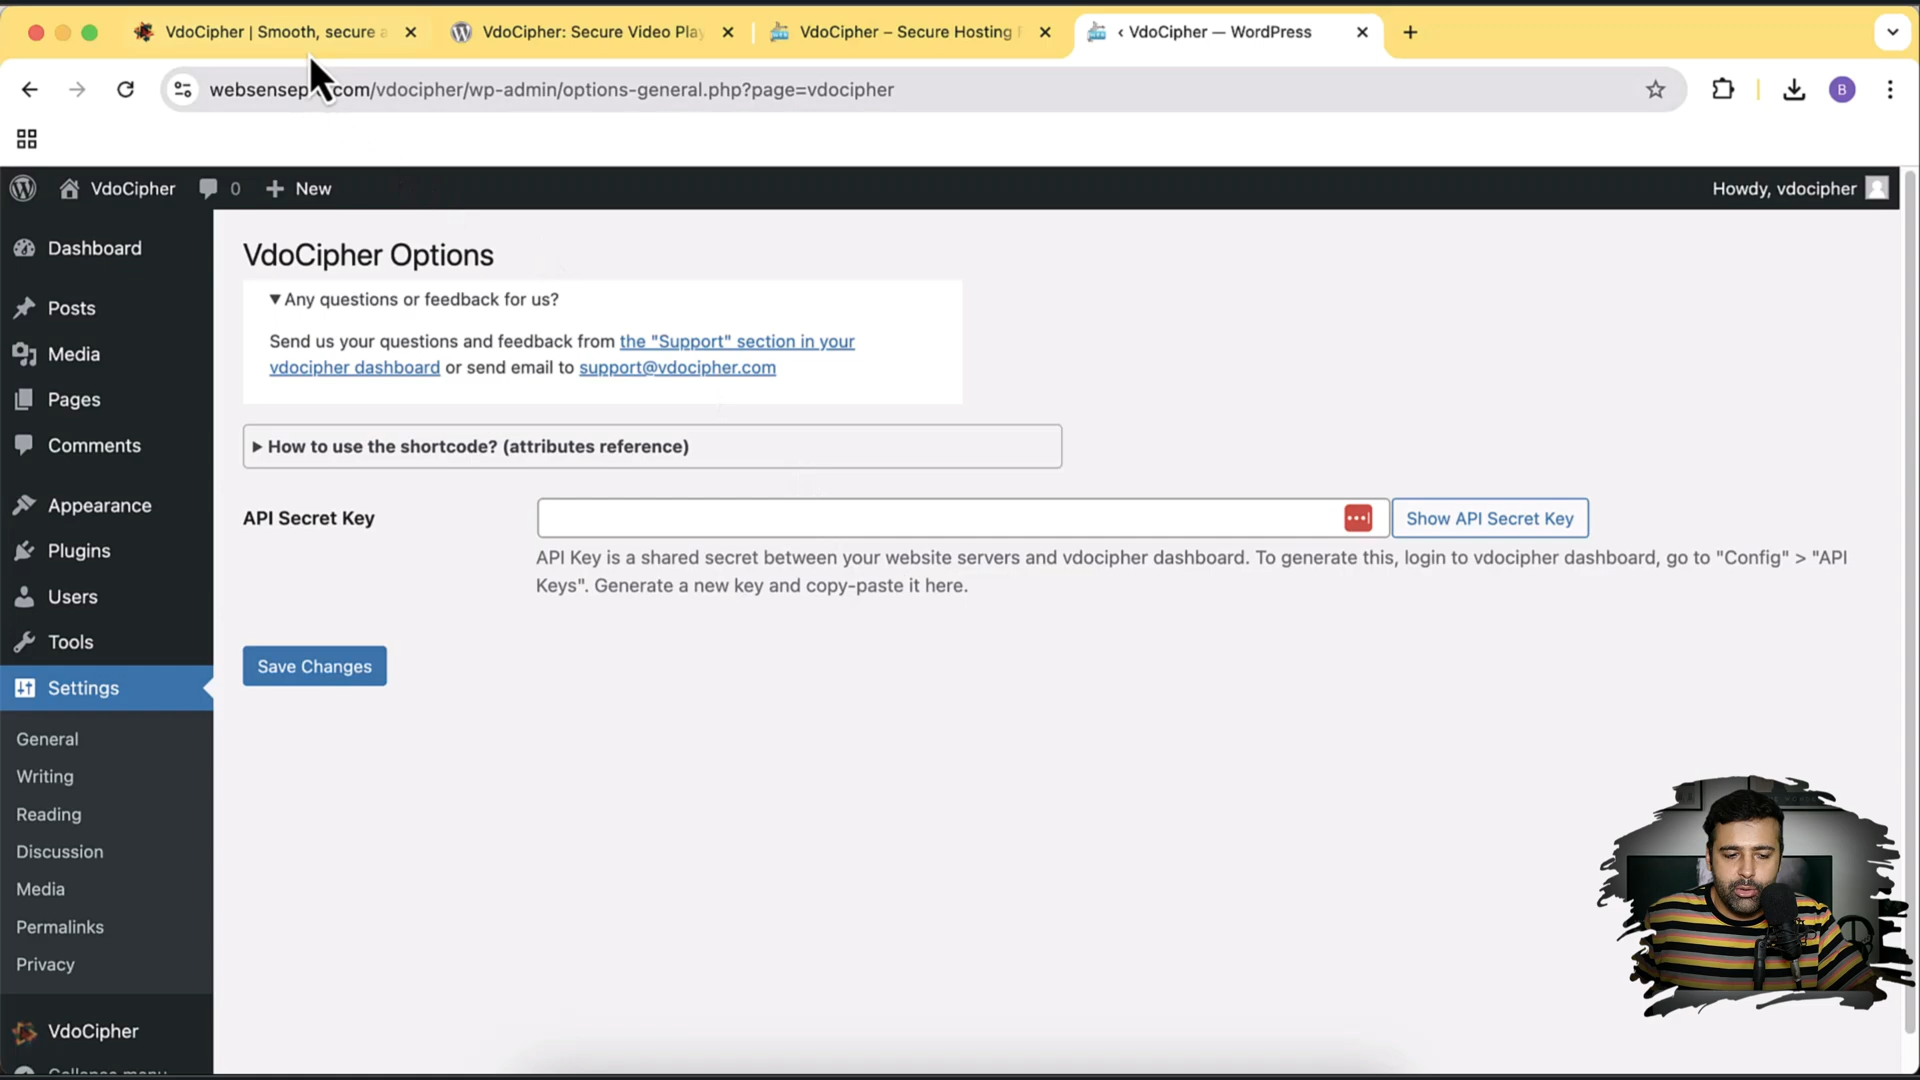 VdoCipher | Smooth, secure a
VdoCipher: Secure Video Play
VdoCipher – Secure Hosting
‹ VdoCipher — WordPress
websensep com/vdocipher/wp-admin/options-general.php?page=vdocipher
B
VdoCipher
0
New
Howdy, vdocipher
Dashboard
Posts
Media
Pages
Comments
Appearance
Plugins
Users
Tools
Settings
General
Writing
Reading
Discussion
Media
Permalinks
Privacy
VdoCipher
Collapse menu
VdoCipher Options
Any questions or feedback for us?
Send us your questions and feedback from the "Support" section in your
vdocipher dashboard or send email to support@vdocipher.com
How to use the shortcode? (attributes reference)
API Secret Key
Show API Secret Key
API Key is a shared secret between your website servers and vdocipher dashboard. To generate this, login to vdocipher dashboard, go to "Config" > "API
Keys". Generate a new key and copy-paste it here.
Save Changes